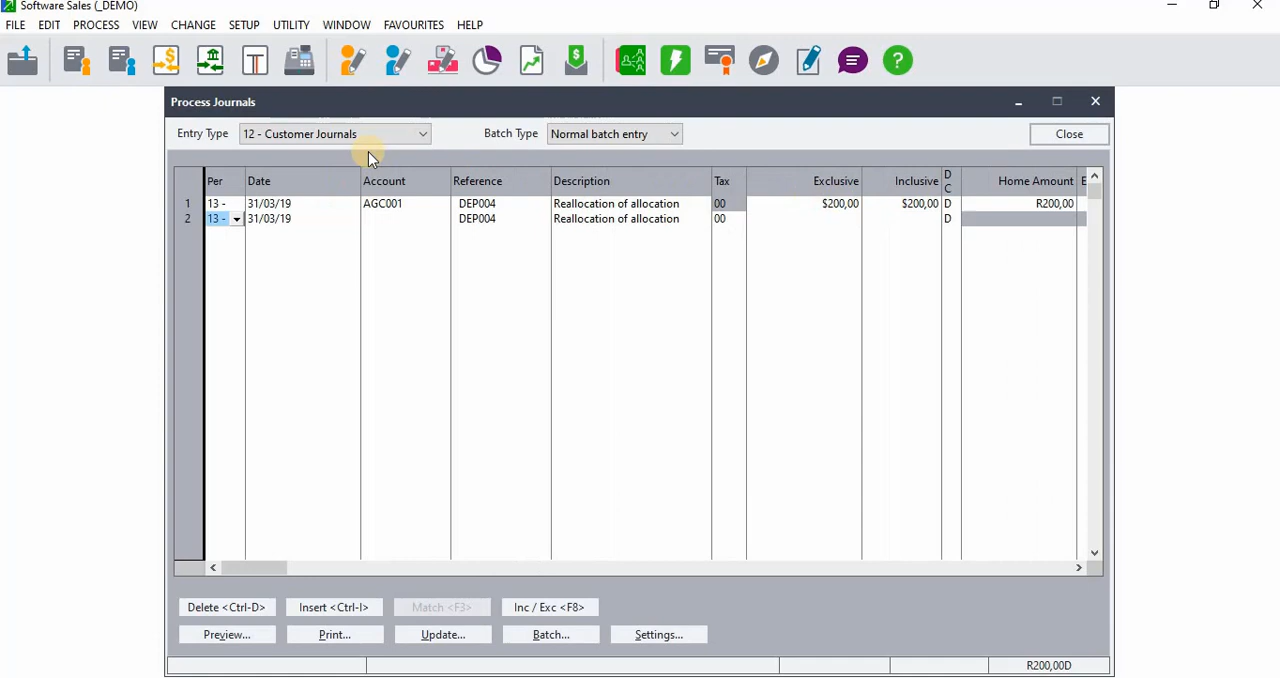 Software Sales (_DEMO)
FILE EDIT PROCESS VIEW CHANGE SETUP UTILITY WINDOW FAVOURITES HELP
Process Journals
Entry Type 12 - Customer Journals Batch Type Normal batch entry Close
Per Date Account Reference Description Tax Exclusive Inclusive D C Home Amount E
1 13 - 31/03/19 AGC001 DEP004 Reallocation of allocation 00 $200,00 $200,00 D R200,00
2 13 - 31/03/19 DEP004 Reallocation of allocation 00 D
Delete <Ctrl-D> Insert <Ctrl-I> Match <F3> Inc / Exc <F8>
Preview... Print... Update... Batch... Settings...
R200,00D